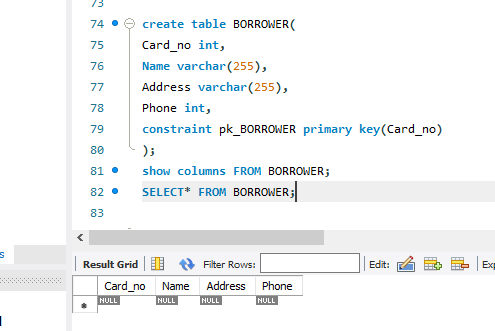 73
74 create table BORROWER(
75 Card_no int,
76 Name varchar(255),
77 Address varchar(255),
78 Phone int,
79 constraint pk_BORROWER primary key(Card_no)
80 );
81 show columns FROM BORROWER;
82 SELECT* FROM BORROWER;
83
s Result Grid Filter Rows: Edit: Exp
Card_no Name Address Phone
NULL NULL NULL NULL